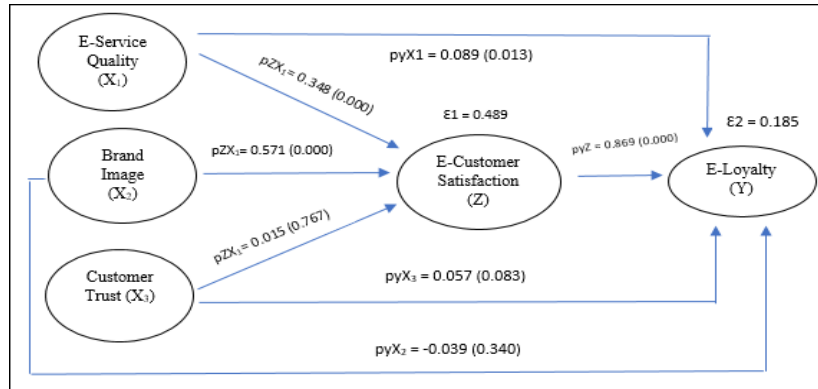 E-Service
Quality
(X₁)
pyX1 = 0.089 (0.013)
pZX₁= 0.348 (0.000)
Ɛ1 = 0.489
Ɛ2 = 0.185
Brand
Image
(X₂)
pZX₁= 0.571 (0.000)
E-Customer
Satisfaction
(Z)
pyZ = 0.869 (0.000)
E-Loyalty
(Y)
pZX₁= 0.015 (0.767)
Customer
Trust (X₃)
pyX₃ = 0.057 (0.083)
pyX₂ = -0.039 (0.340)